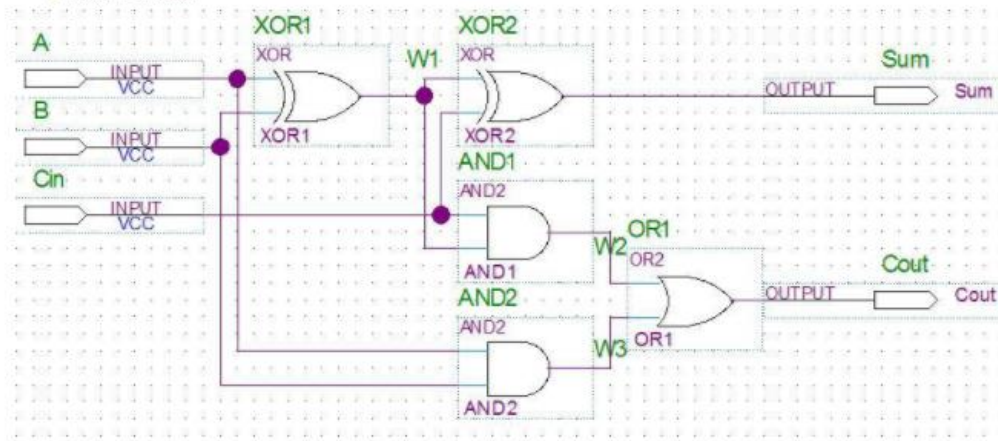 XOR1
XOR2
A
XOR
W1
XOR
Sum
INPUT
VCC
OUTPUT
Sum
B
XOR1
XOR2
INPUT
VCC
AND1
Cin
AND2
INPUT
VCC
W2
OR1
OR2
AND1
Cout
AND2
OUTPUT
Cout
AND2
W3
OR1
AND2